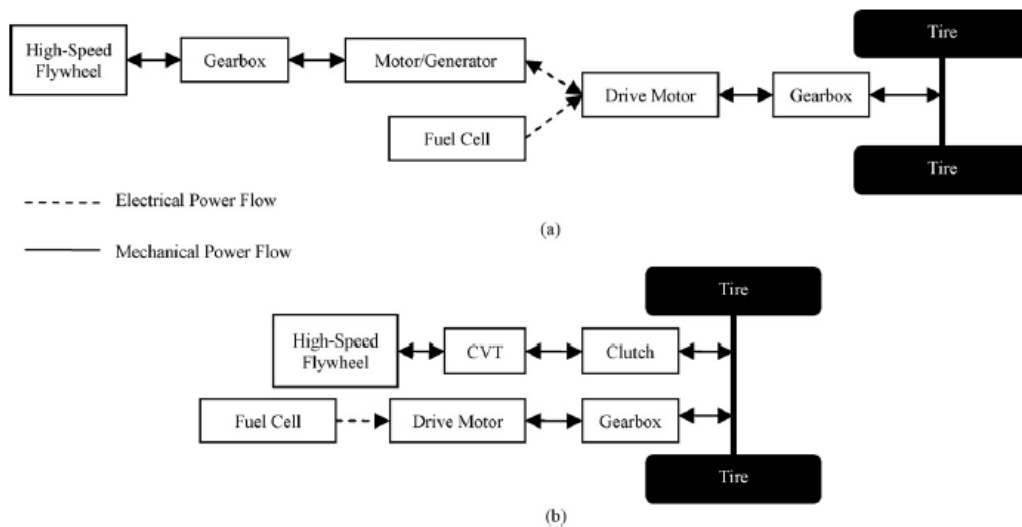 Tire
High-Speed
Flywheel
Gearbox
Motor/Generator
Drive Motor
Gearbox
Fuel Cell
Tire
Electrical Power Flow
(a)
Mechanical Power Flow
Tire
High-Speed
Flywheel
CVT
Clutch
Fuel Cell
Drive Motor
Gearbox
Tire
(b)